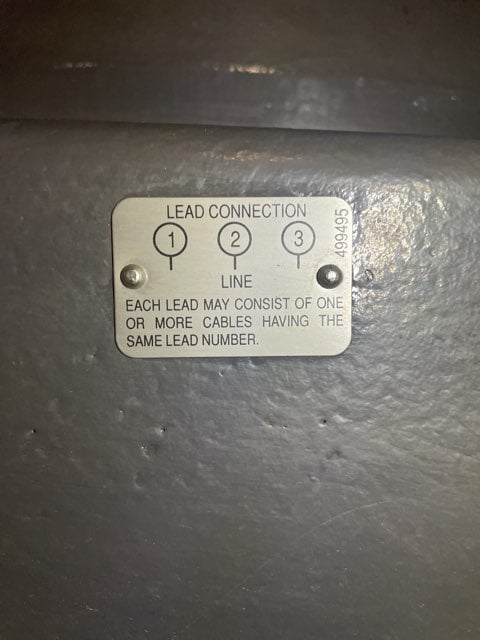 LEAD CONNECTION
1 2 3
LINE
EACH LEAD MAY CONSIST OF ONE
OR MORE CABLES HAVING THE
SAME LEAD NUMBER.
499495